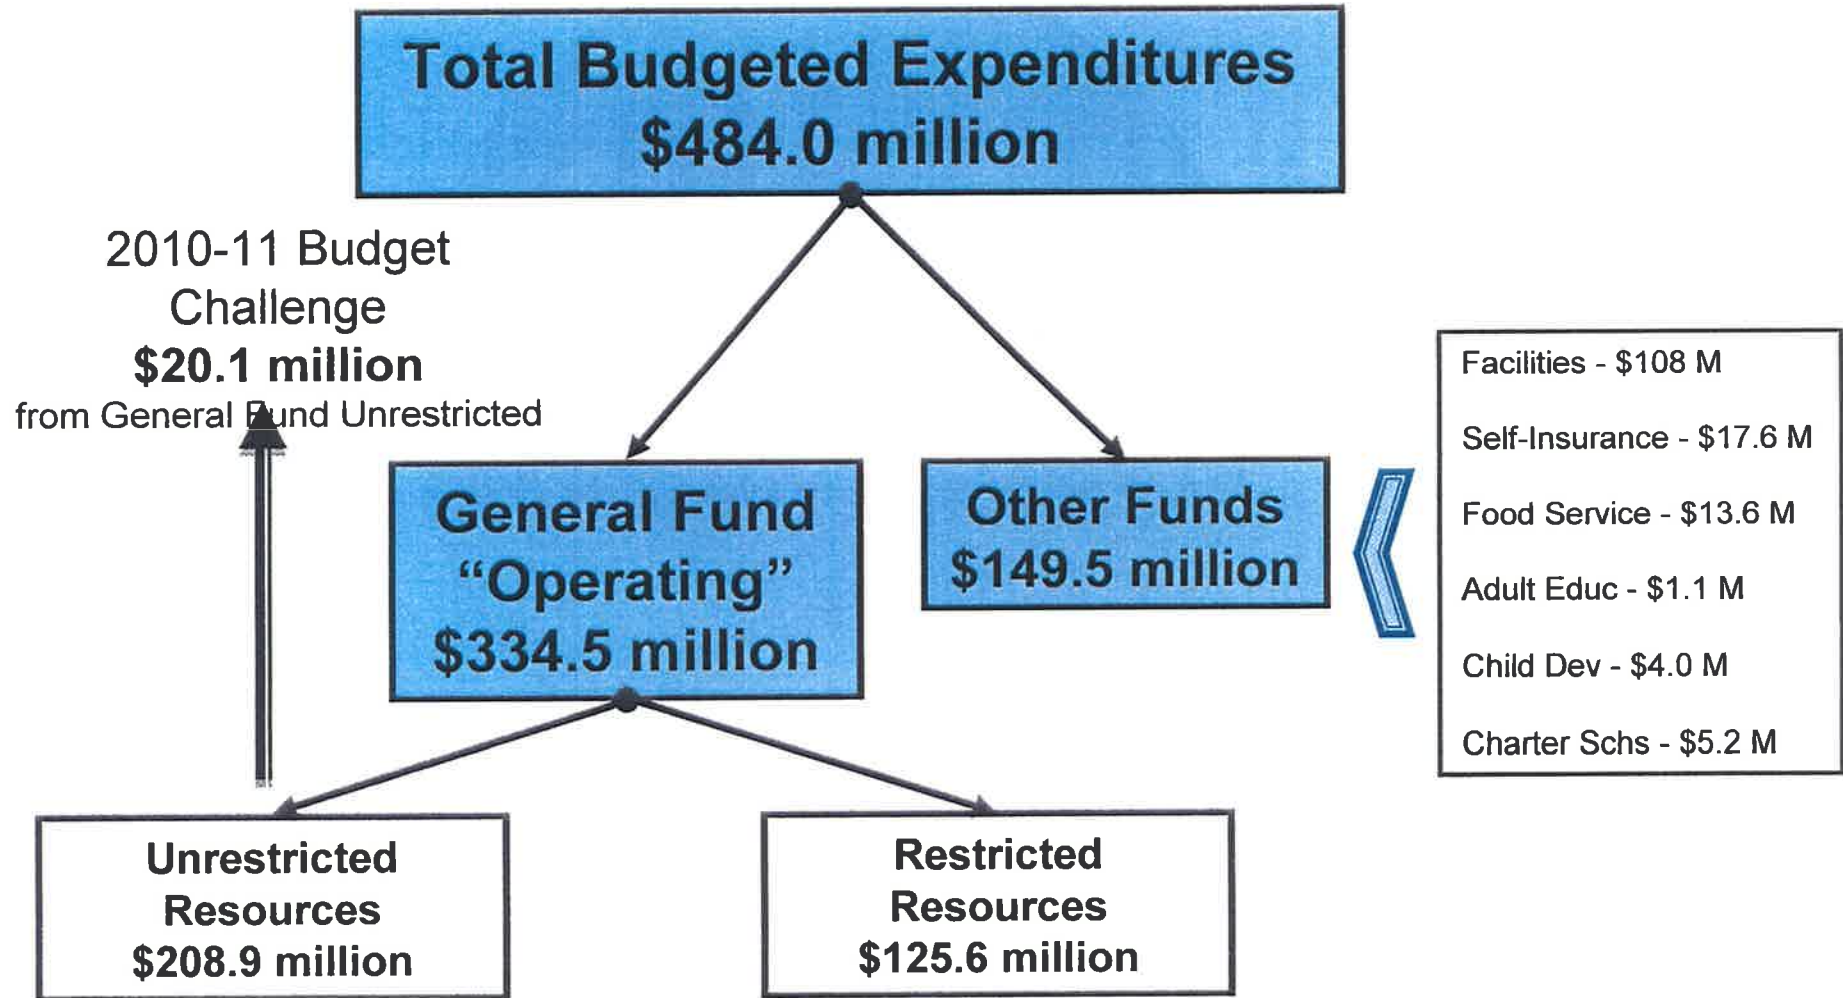 Total Budgeted Expenditures
$484.0 million
2010-11 Budget
Challenge
$20.1 million
from General Fund Unrestricted
General Fund
“Operating”
$334.5 million
Other Funds
$149.5 million
Facilities - $108 M
Self-Insurance - $17.6 M
Food Service - $13.6 M
Adult Educ - $1.1 M
Child Dev - $4.0 M
Charter Schs - $5.2 M
Unrestricted
Resources
$208.9 million
Restricted
Resources
$125.6 million